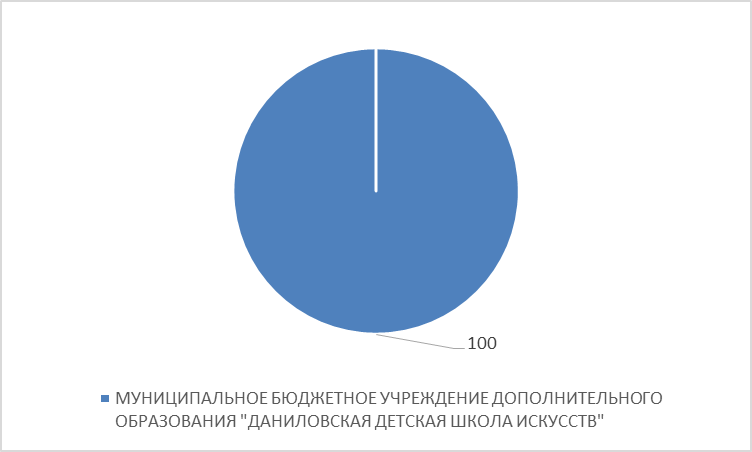 100
МУНИЦИПАЛЬНОЕ БЮДЖЕТНОЕ УЧРЕЖДЕНИЕ ДОПОЛНИТЕЛЬНОГО
ОБРАЗОВАНИЯ "ДАНИЛОВСКАЯ ДЕТСКАЯ ШКОЛА ИСКУССТВ"